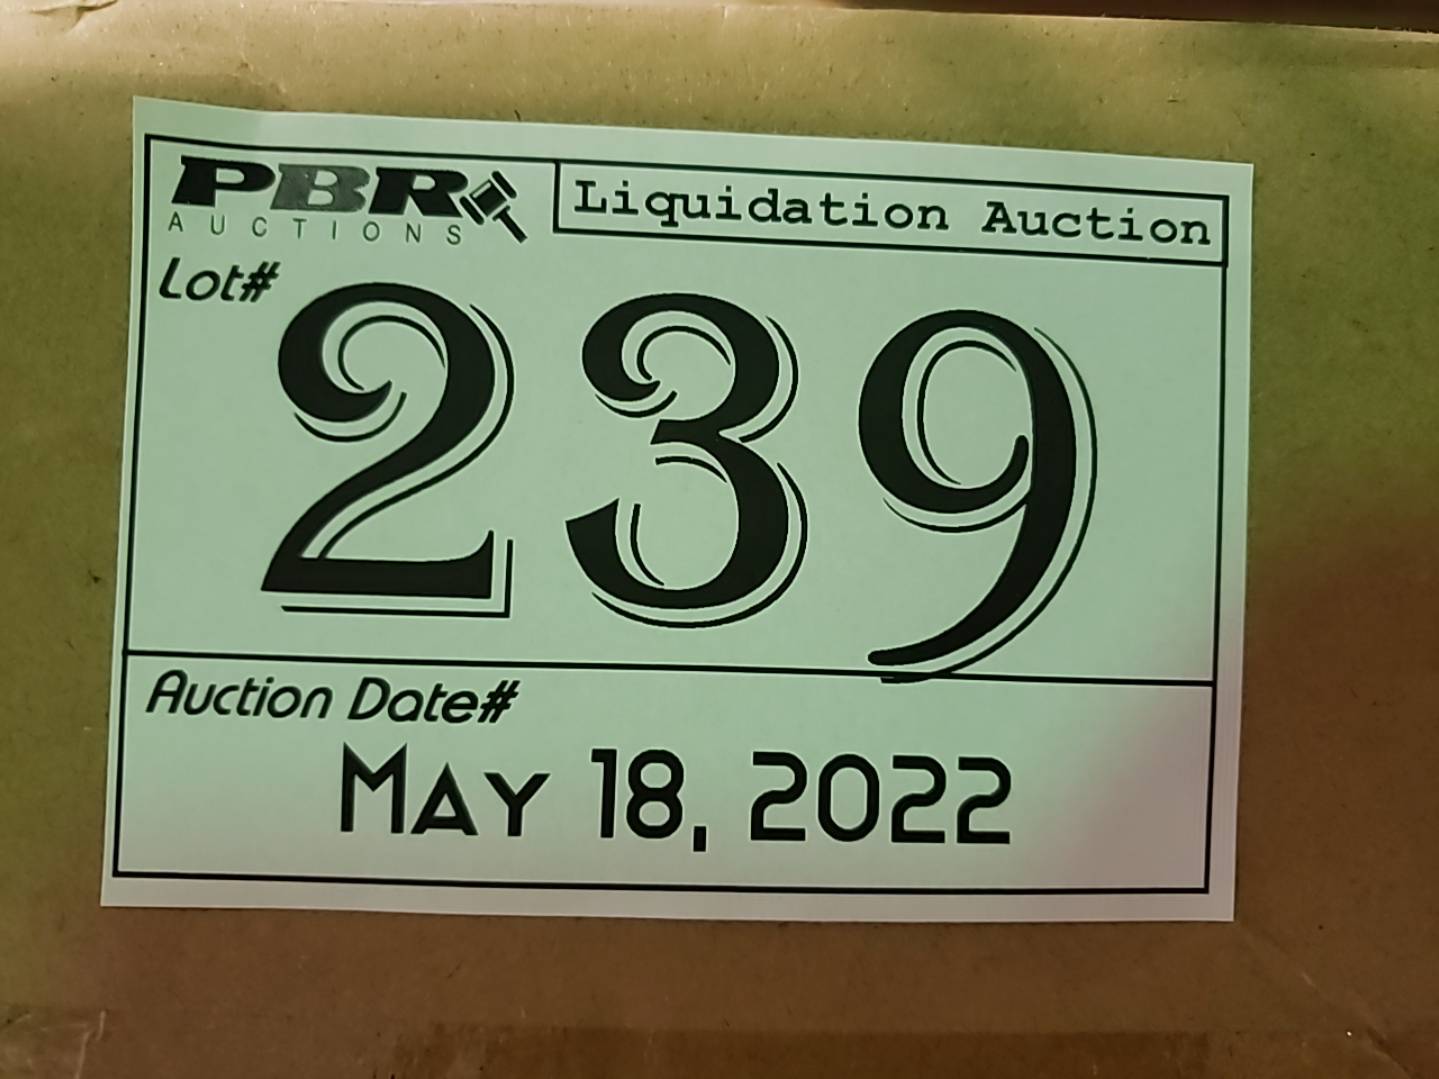 PBR
AUCTIONS
Liquidation Auction
Lot#
239
Auction Date#
MAY 18, 2022